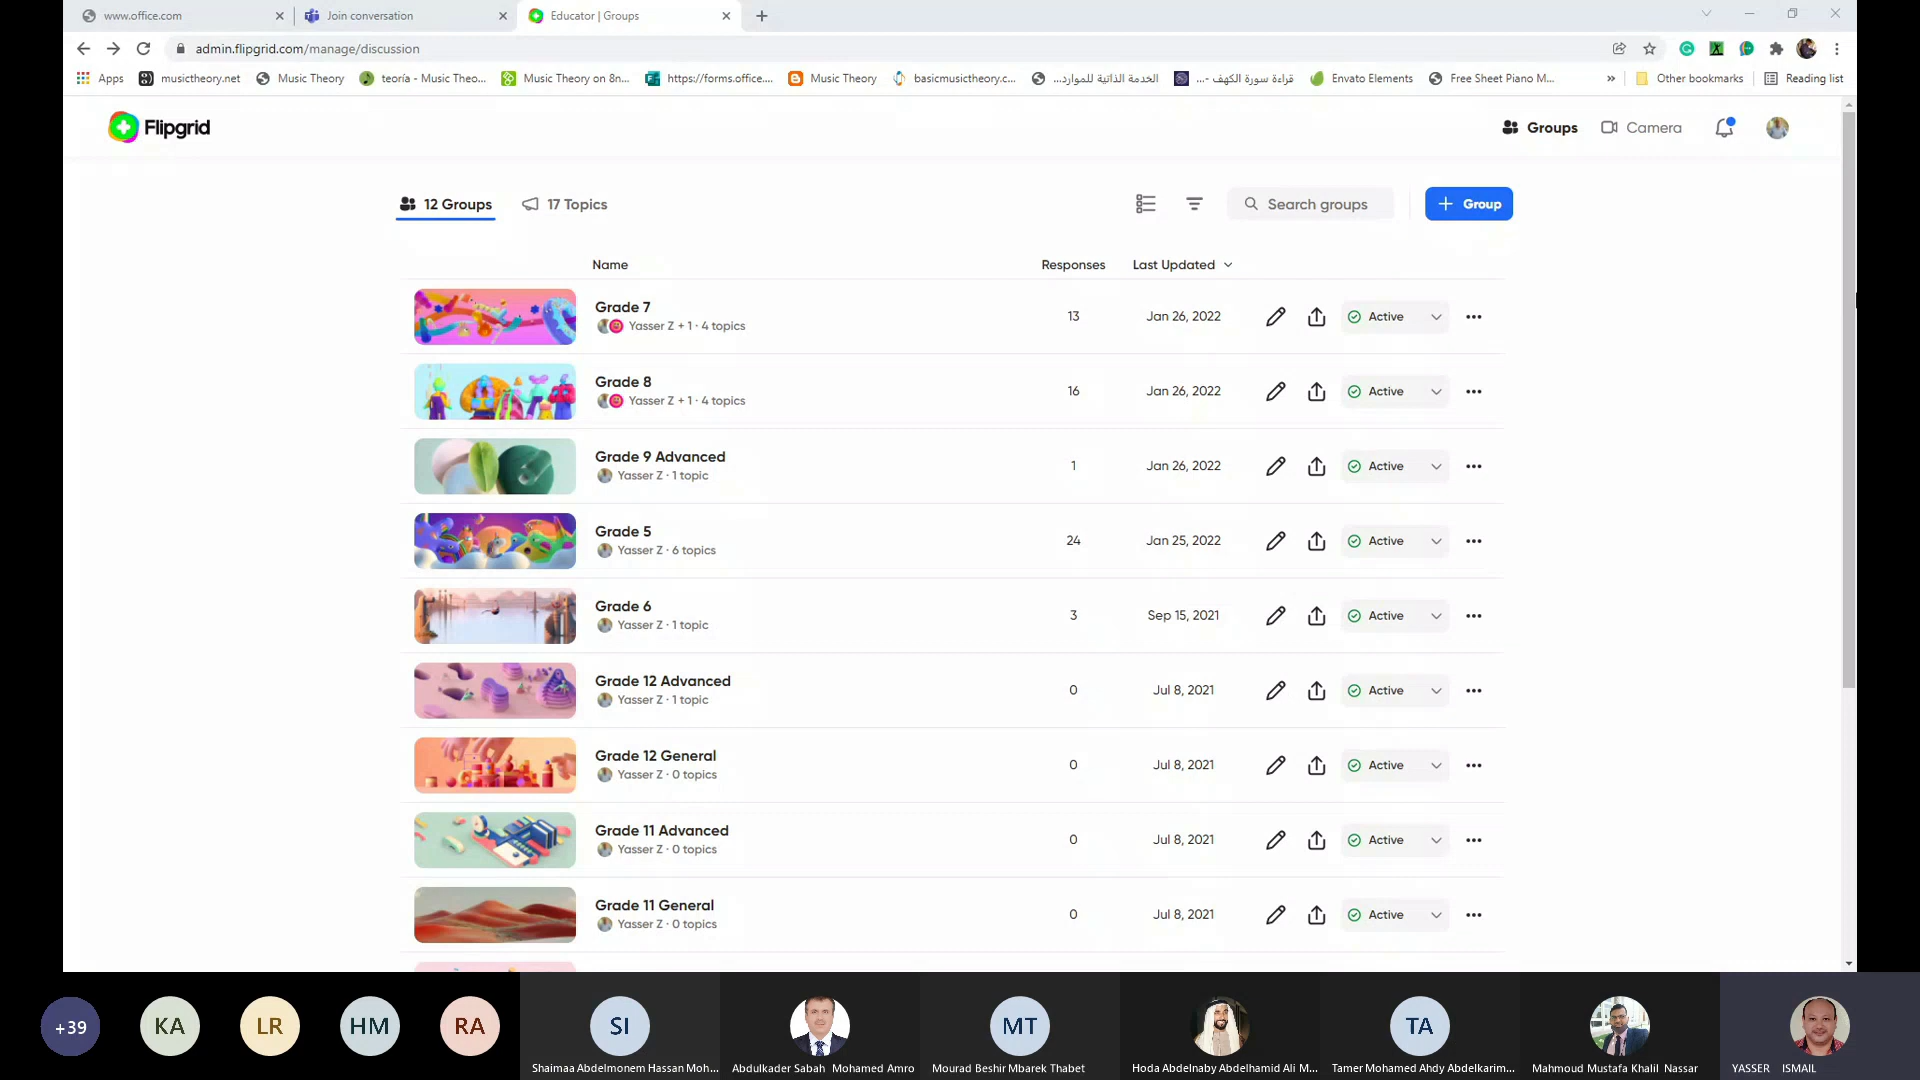 www.office.com
Join conversation
Educator | Groups
admin.flipgrid.com/manage/discussion
Apps
musictheory.net
Music Theory
teoría - Music Theo...
Music Theory on 8n...
https://forms.office....
Music Theory
basicmusictheory.c...
الخدمة الذاتية للموارد...
قراءة سورة الكهف -...
Envato Elements
Free Sheet Piano M...
»
Other bookmarks
Reading list
Flipgrid
Groups
Camera
12 Groups
17 Topics
Search groups
Group
Name
Responses
Last Updated
Grade 7
Yasser Z + 1 · 4 topics
13
Jan 26, 2022
Active
Grade 8
Yasser Z + 1 · 4 topics
16
Jan 26, 2022
Active
Grade 9 Advanced
Yasser Z · 1 topic
1
Jan 26, 2022
Active
Grade 5
Yasser Z · 6 topics
24
Jan 25, 2022
Active
Grade 6
Yasser Z · 1 topic
3
Sep 15, 2021
Active
Grade 12 Advanced
Yasser Z · 1 topic
0
Jul 8, 2021
Active
Grade 12 General
Yasser Z · 0 topics
0
Jul 8, 2021
Active
Grade 11 Advanced
Yasser Z · 0 topics
0
Jul 8, 2021
Active
Grade 11 General
Yasser Z · 0 topics
0
Jul 8, 2021
Active
+39
KA
LR
HM
RA
SI
MT
TA
Shaimaa Abdelmonem Hassan Moh...
Abdulkader Sabah Mohamed Amro
Mourad Beshir Mbarek Thabet
Hoda Abdelnaby Abdelhamid Ali M...
Tamer Mohamed Ahdy Abdelkarim...
Mahmoud Mustafa Khalil Nassar
YASSER ISMAIL